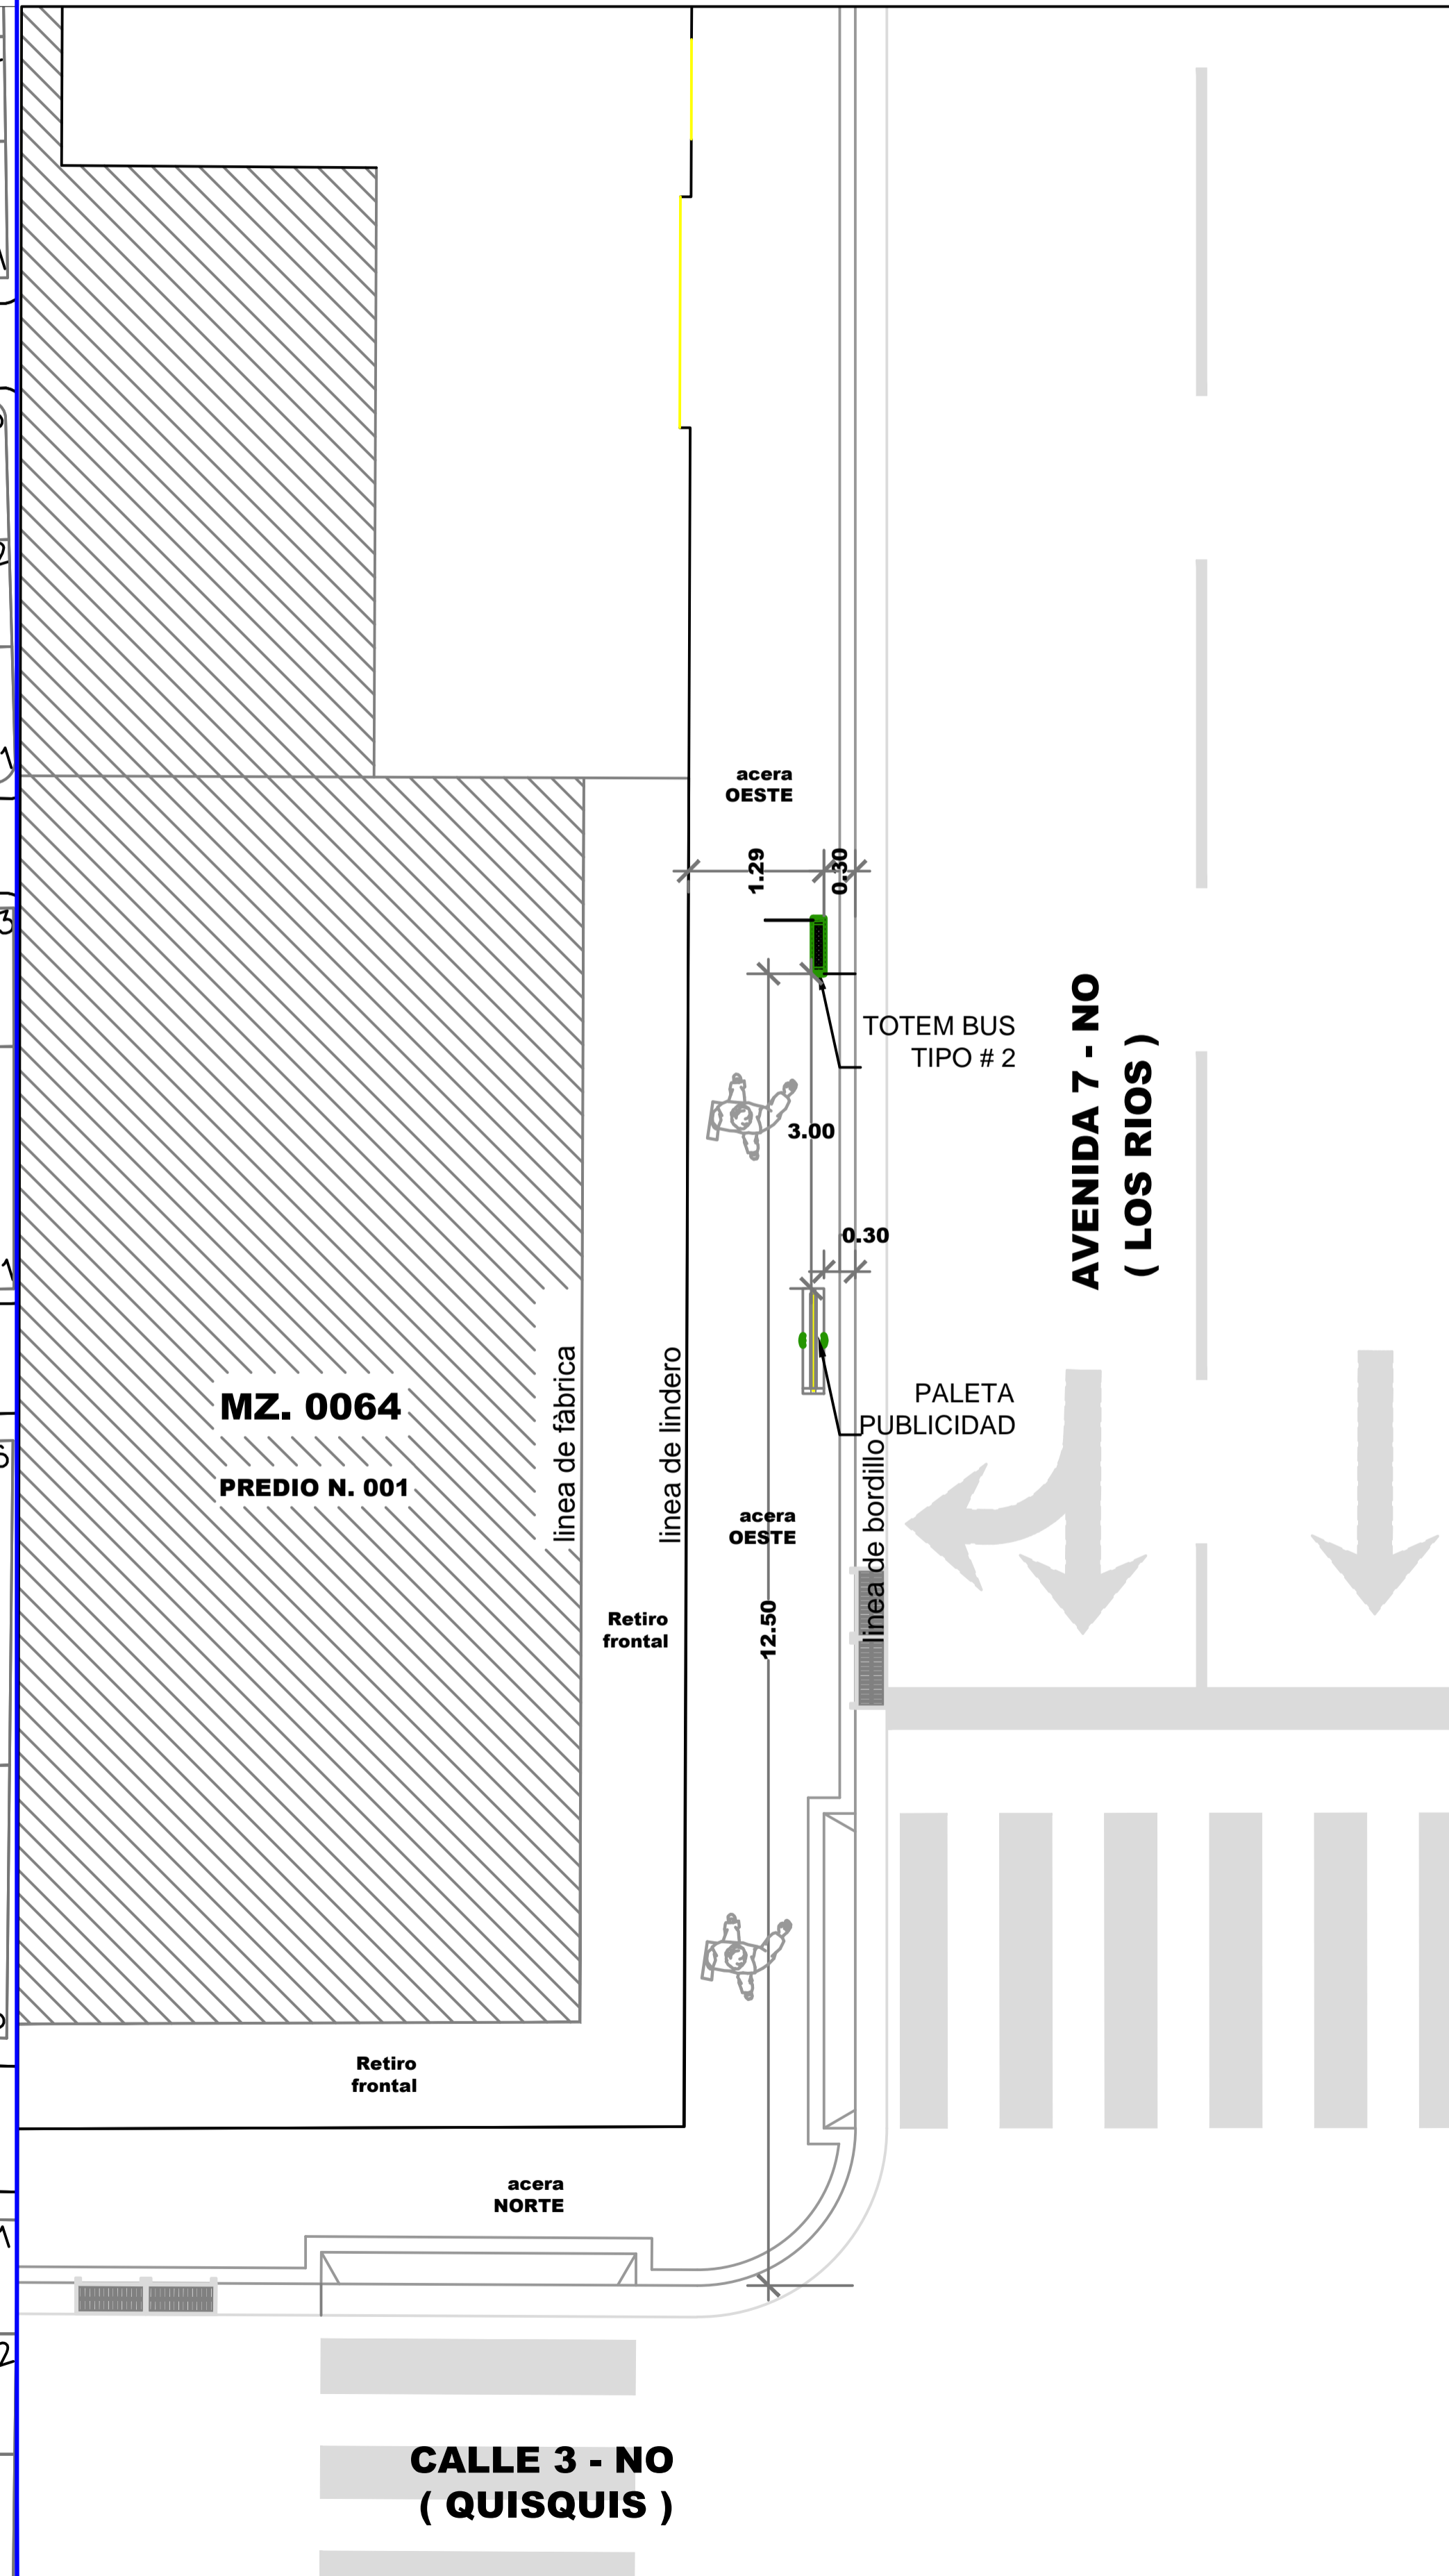 acera
OESTE
1.29
0.30
TOTEM BUS
TIPO # 2
AVENIDA 7 - NO
( LOS RIOS )
3.00
0.30
linea de fàbrica
linea de lindero
PALETA
PUBLICIDAD
MZ. 0064
PREDIO N. 001
linea de bordillo
acera
OESTE
12.50
Retiro
frontal
Retiro
frontal
acera
NORTE
CALLE 3 - NO
( QUISQUIS )